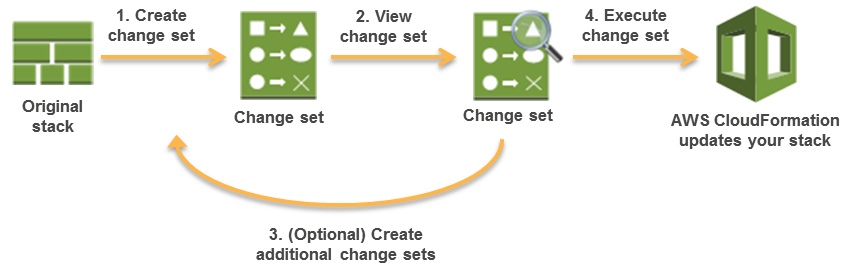 1. Create
change set
2. View
change set
4. Execute
change set
Original
stack
Change set
Change set
AWS CloudFormation
updates your stack
3. (Optional) Create
additional change sets